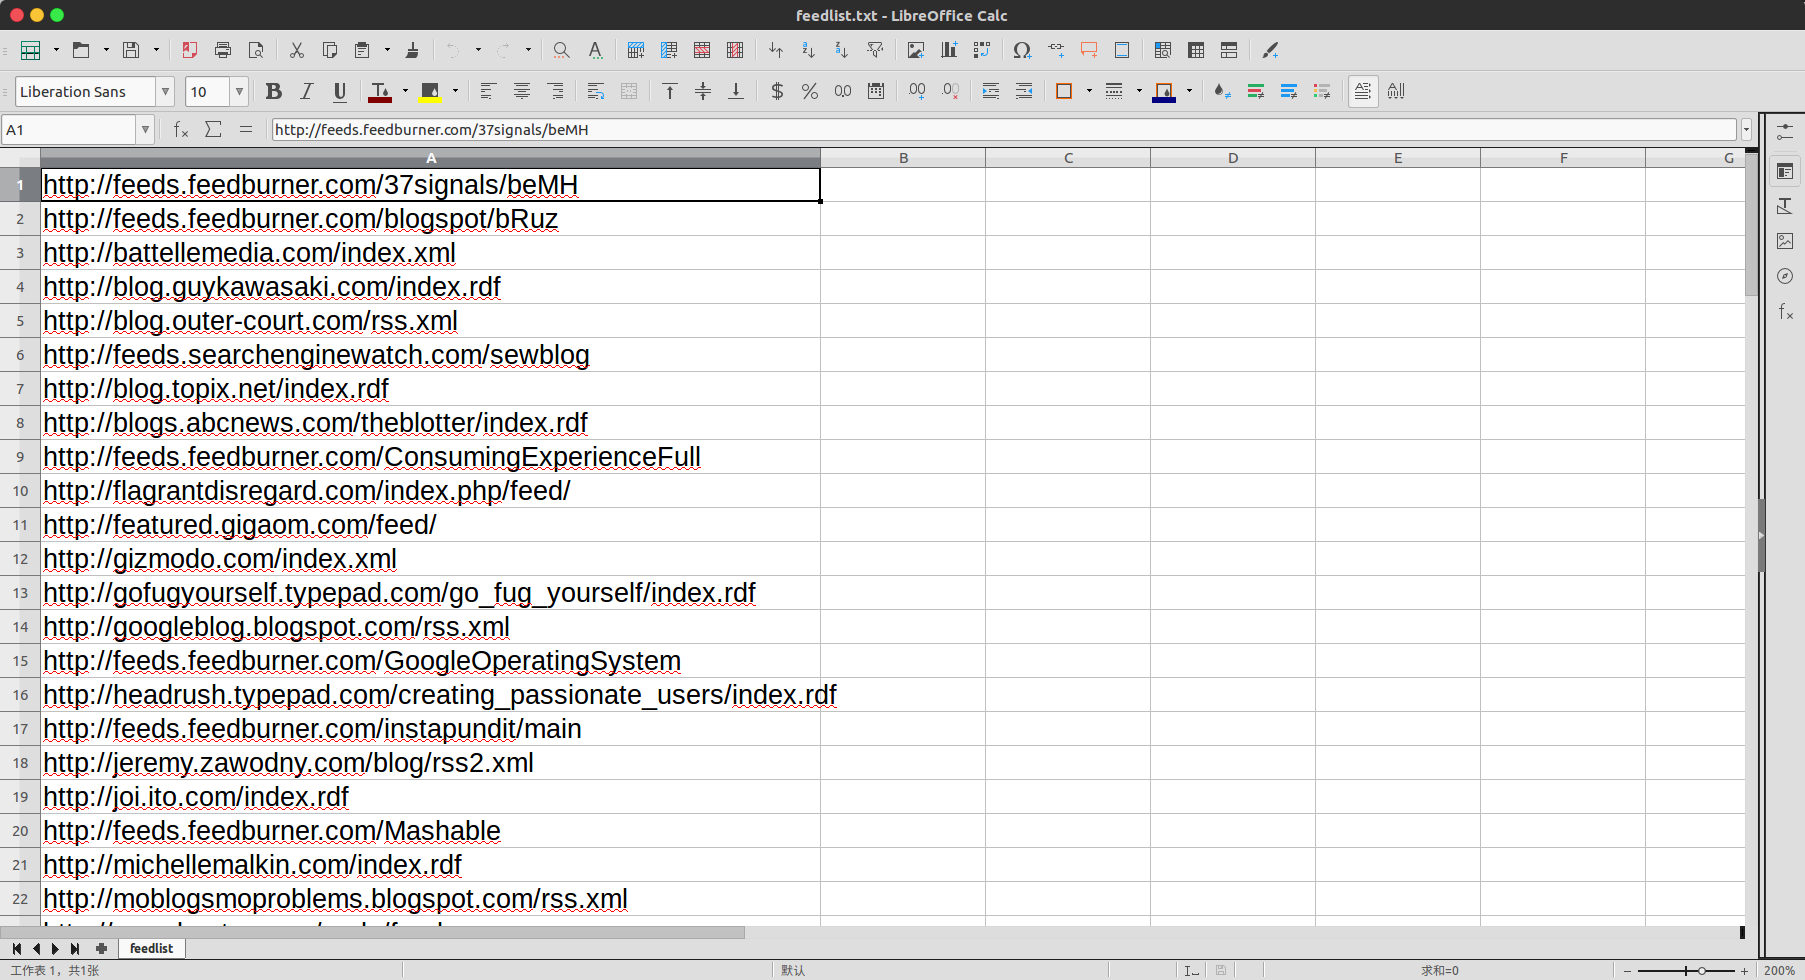 feedlist.txt - LibreOffice Calc
Liberation Sans
10
A1
http://feeds.feedburner.com/37signals/beMH
A B C D E F G
1 http://feeds.feedburner.com/37signals/beMH
2 http://feeds.feedburner.com/blogspot/bRuz
3 http://battellemedia.com/index.xml
4 http://blog.guykawasaki.com/index.rdf
5 http://blog.outer-court.com/rss.xml
6 http://feeds.searchenginewatch.com/sewblog
7 http://blog.topix.net/index.rdf
8 http://blogs.abcnews.com/theblotter/index.rdf
9 http://feeds.feedburner.com/ConsumingExperienceFull
10 http://flagrantdisregard.com/index.php/feed/
11 http://featured.gigaom.com/feed/
12 http://gizmodo.com/index.xml
13 http://gofugyourself.typepad.com/go_fug_yourself/index.rdf
14 http://googleblog.blogspot.com/rss.xml
15 http://feeds.feedburner.com/GoogleOperatingSystem
16 http://headrush.typepad.com/creating_passionate_users/index.rdf
17 http://feeds.feedburner.com/instapundit/main
18 http://jeremy.zawodny.com/blog/rss2.xml
19 http://joi.ito.com/index.rdf
20 http://feeds.feedburner.com/Mashable
21 http://michellemalkin.com/index.rdf
22 http://moblogsmoproblems.blogspot.com/rss.xml
feedlist
工作表 1，共1张 默认 求和=0 200%